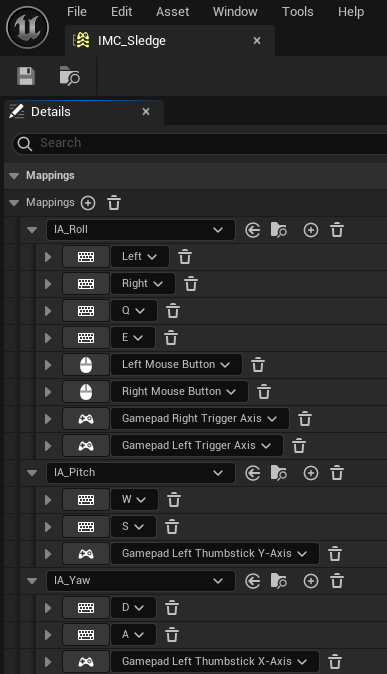 File Edit Asset Window Tools Help
IMC_Sledge
Details
Search
Mappings
Mappings
IA_Roll
Left
Right
Q
E
Left Mouse Button
Right Mouse Button
Gamepad Right Trigger Axis
Gamepad Left Trigger Axis
IA_Pitch
W
S
Gamepad Left Thumbstick Y-Axis
IA_Yaw
D
A
Gamepad Left Thumbstick X-Axis